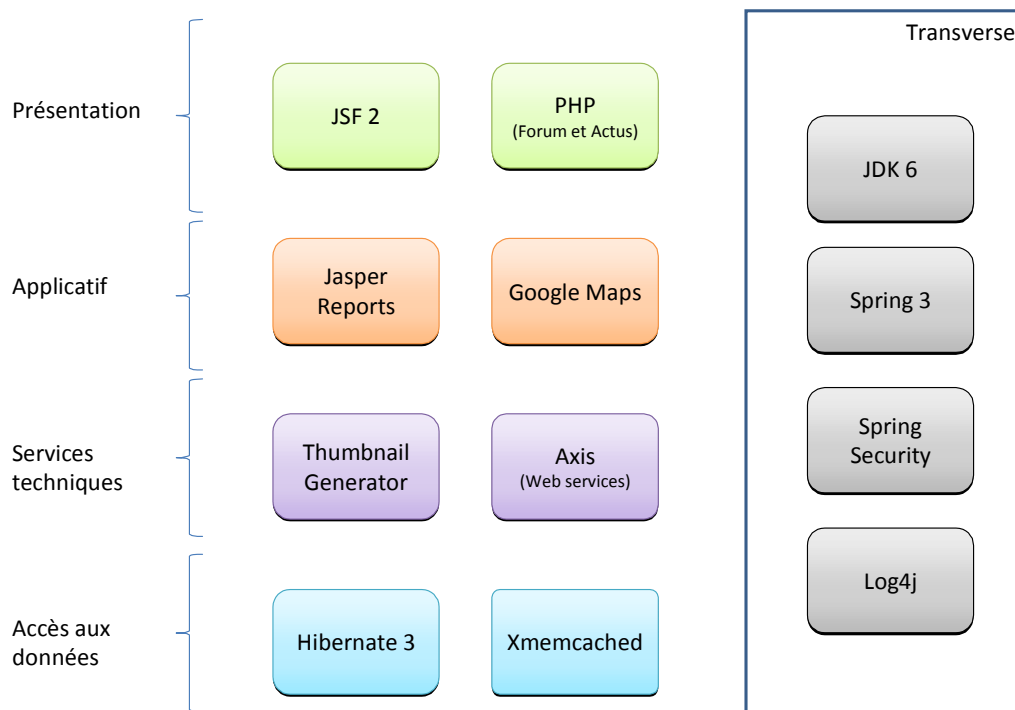 Transverse
Présentation
JSF 2
PHP
(Forum et Actus)
JDK 6
Applicatif
Jasper
Reports
Google Maps
Spring 3
Services
techniques
Thumbnail
Generator
Axis
(Web services)
Spring
Security
Accès aux
données
Hibernate 3
Xmemcached
Log4j